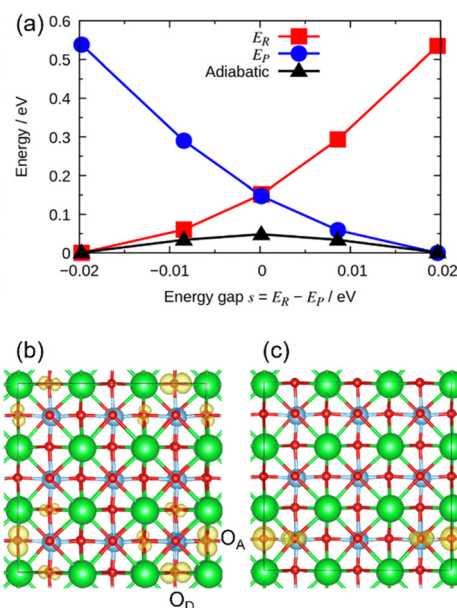 (a)
0.6
0.5
0.4
0.3
0.2
0.1
0
Energy / eV
E_R
E_P
Adiabatic
−0.02 −0.01 0 0.01 0.02
Energy gap s = E_R − E_P / eV
(b) (c)
O_A
O_D